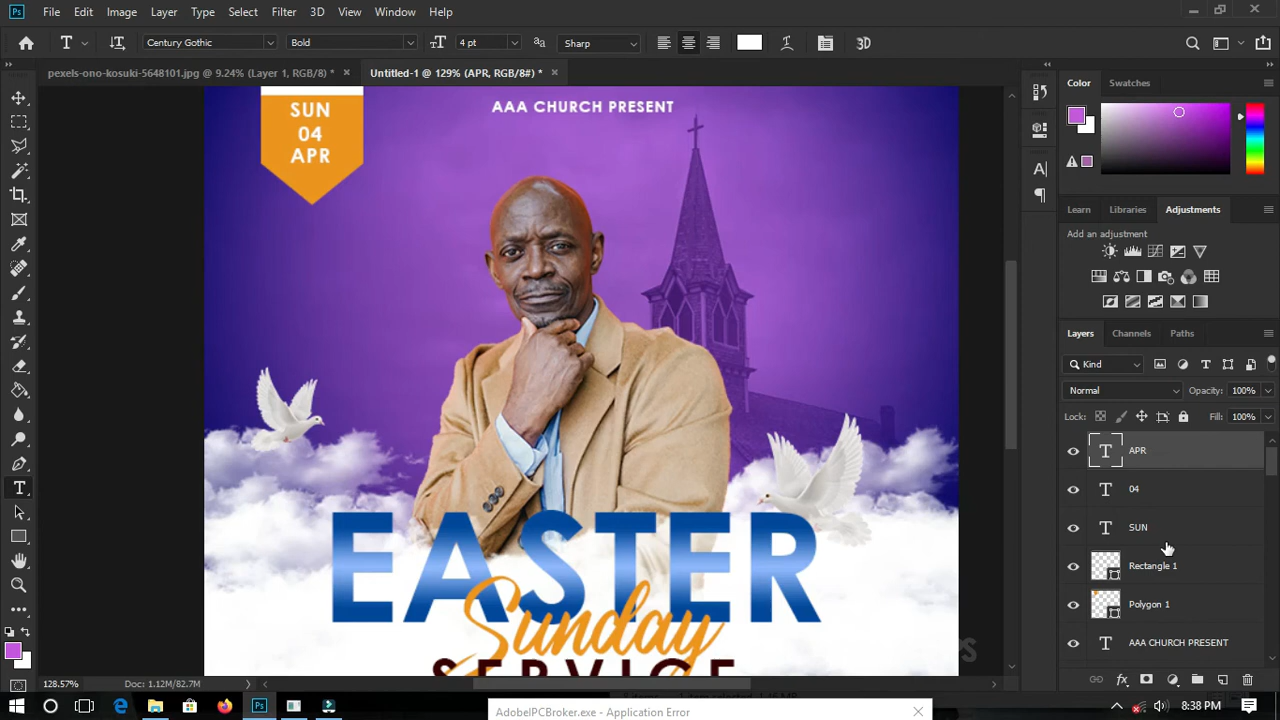 File Edit Image Layer Type Select Filter 3D View Window Help
Century Gothic Bold 4 pt Sharp 3D
pexels-ono-kosuki-5648101.jpg @ 9.24% (Layer 1, RGB/8) * Untitled-1 @ 129% (APR, RGB/8#) *
Color Swatches
SUN
04
APR
AAA CHURCH PRESENT
Learn Libraries Adjustments
Add an adjustment
Layers Channels Paths
Kind
Normal Opacity: 100%
Lock: Fill: 100%
APR
04
SUN
Rectangle 1
Polygon 1
AAA CHURCH PRESENT
EASTER
Sunday
SERVICE
128.57% Doc: 1.12M/82.7M
AdobeIPCBroker.exe - Application Error
8:38 PM